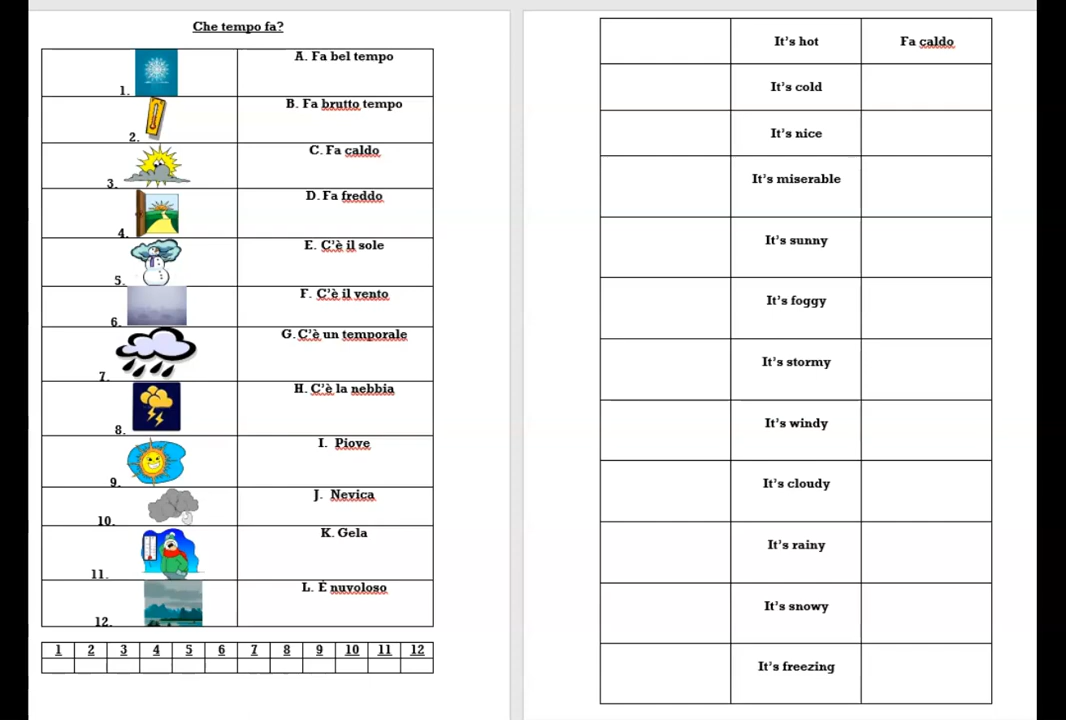 Che tempo fa?
1.
A. Fa bel tempo
2.
B. Fa brutto tempo
3.
C. Fa caldo
4.
D. Fa freddo
5.
E. C'è il sole
6.
F. C'è il vento
7.
G. C'è un temporale
8.
H. C'è la nebbia
9.
I. Piove
10.
J. Nevica
11.
K. Gela
12.
L. É nuvoloso
1 2 3 4 5 6 7 8 9 10 11 12
It's hot Fa caldo
It's cold
It's nice
It's miserable
It's sunny
It's foggy
It's stormy
It's windy
It's cloudy
It's rainy
It's snowy
It's freezing